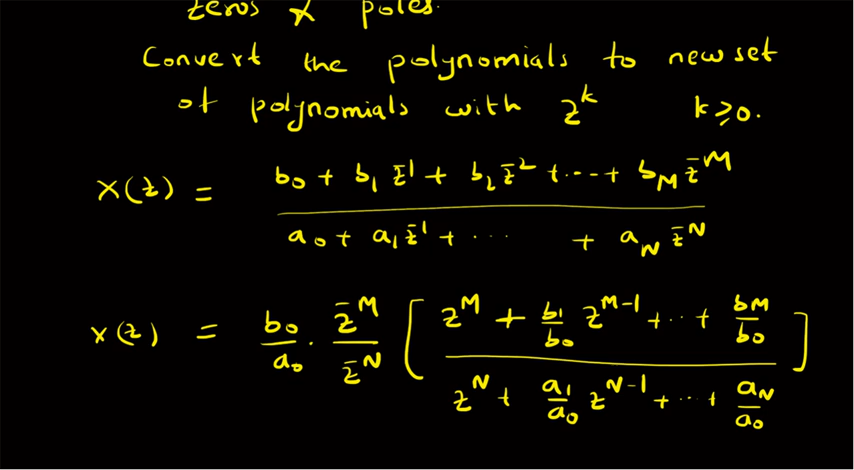 zeros & poles.
Convert the polynomials to new set
of polynomials with z^k k ≥ 0.
X(z) = (b0 + b1 z^-1 + b2 z^-2 + ... + bM z^-M) / (a0 + a1 z^-1 + ... + aN z^-N)
X(z) = b0/a0 . z^-M/z^-N [ (z^M + b1/b0 z^M-1 + ... + bM/b0) / (z^N + a1/a0 z^N-1 + ... + aN/a0) ]